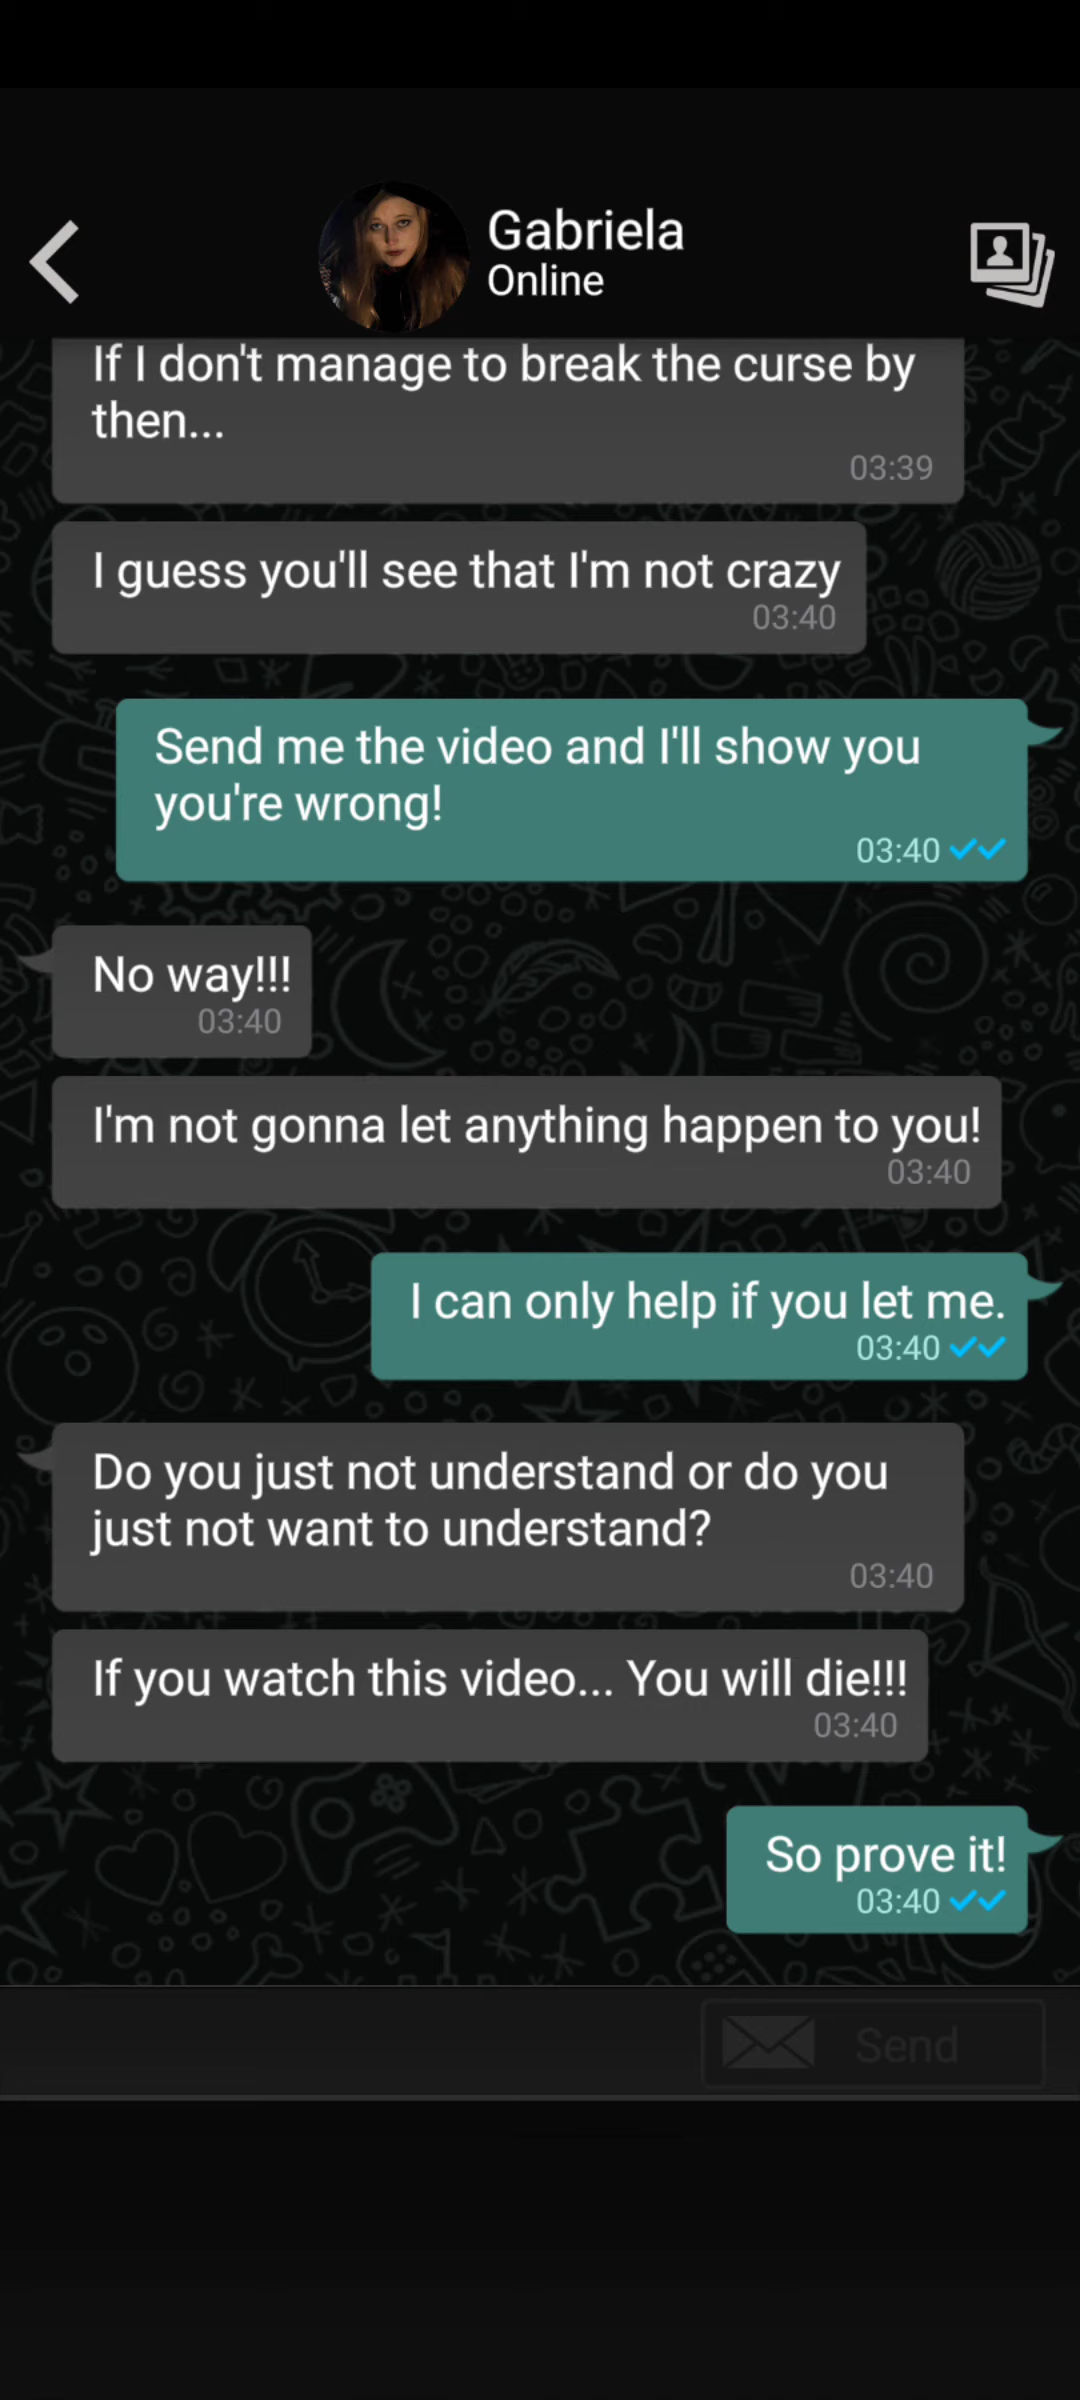 Gabriela
Online
If I don't manage to break the curse by
then...
03:39
I guess you'll see that I'm not crazy
03:40
Send me the video and I'll show you
you're wrong!
03:40
No way!!!
03:40
I'm not gonna let anything happen to you!
03:40
I can only help if you let me.
03:40
Do you just not understand or do you
just not want to understand?
03:40
If you watch this video... You will die!!!
03:40
So prove it!
03:40
Send